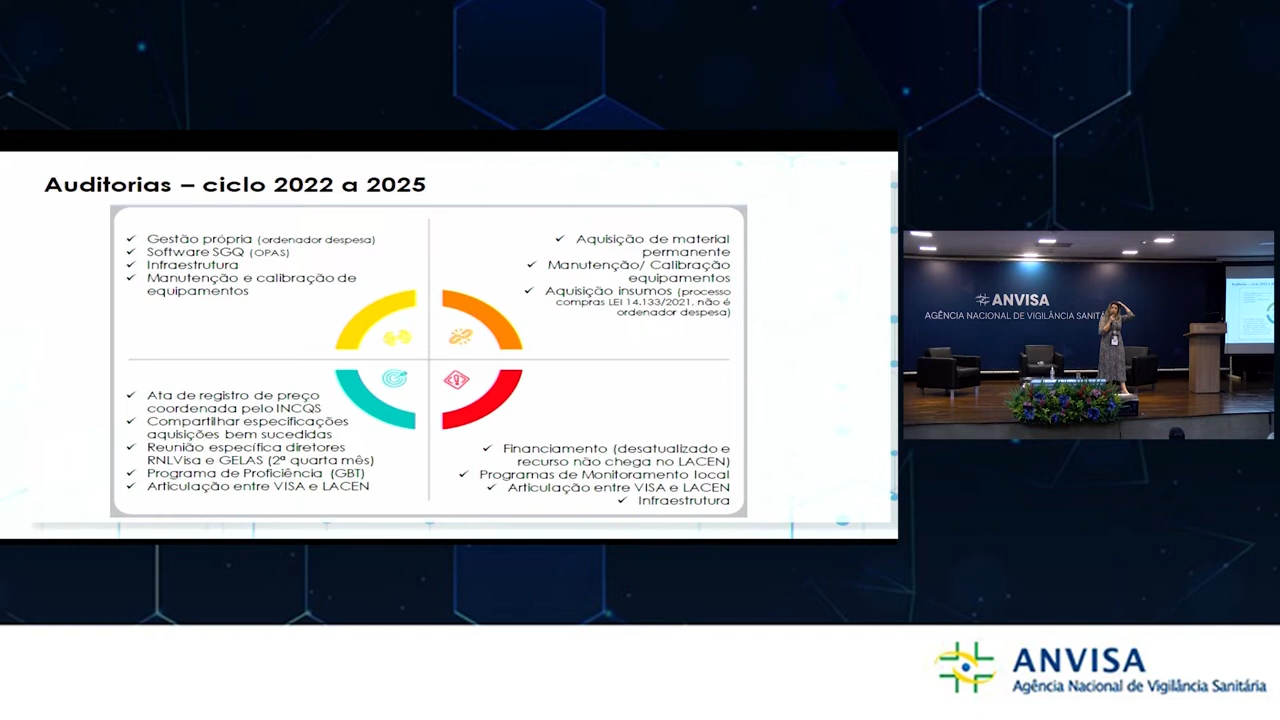 Auditorias – ciclo 2022 a 2025
✓ Gestão própria (ordenador despesa)
✓ Software SGQ (OPAS)
✓ Infraestrutura
✓ Manutenção e calibração de
equipamentos
✓ Aquisição de material
permanente
✓ Manutenção/ Calibração
equipamentos
✓ Aquisição insumos (processo
compras LEI 14.133/2021, não é
ordenador despesa)
✓ Ata de registro de preço
coordenada pelo INCQS
✓ Compartilhar especificações
aquisições bem sucedidas
✓ Reunião específica diretores
RNLVisa e GELAS (2ª quarta mês)
✓ Programa de Proficiência (GBT)
✓ Articulação entre VISA e LACEN
✓ Financiamento (desatualizado e
recurso não chega no LACEN)
✓ Programas de Monitoramento local
✓ Articulação entre VISA e LACEN
✓ Infraestrutura
ANVISA
AGÊNCIA NACIONAL DE VIGILÂNCIA SANITÁ
ANVISA
Agência Nacional de Vigilância Sanitária